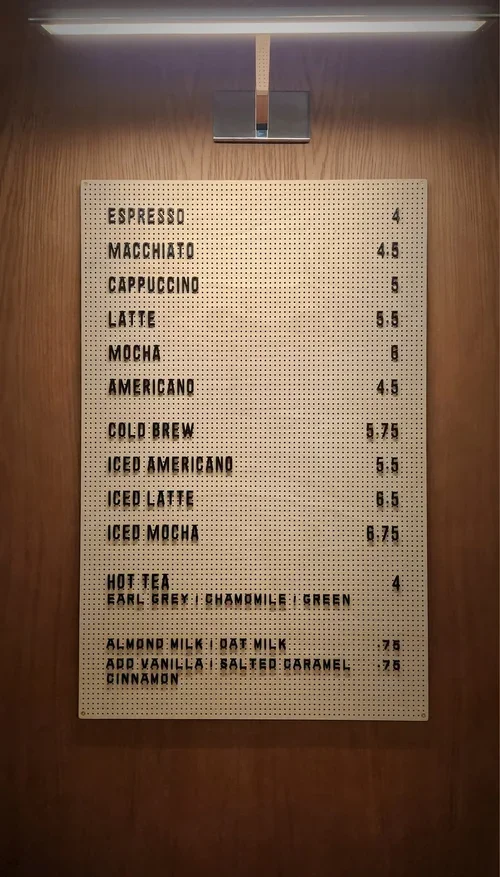 ESPRESSO 4
MACCHIATO 4.5
CAPPUCCINO 5
LATTE 5.5
MOCHA 6
AMERICANO 4.5
COLD BREW 5.75
ICED AMERICANO 5.5
ICED LATTE 6.5
ICED MOCHA 6.75
HOT TEA 4
EARL GREY | CHAMOMILE | GREEN
ALMOND MILK | OAT MILK .75
ADD VANILLA | SALTED CARAMEL .75
CINNAMON